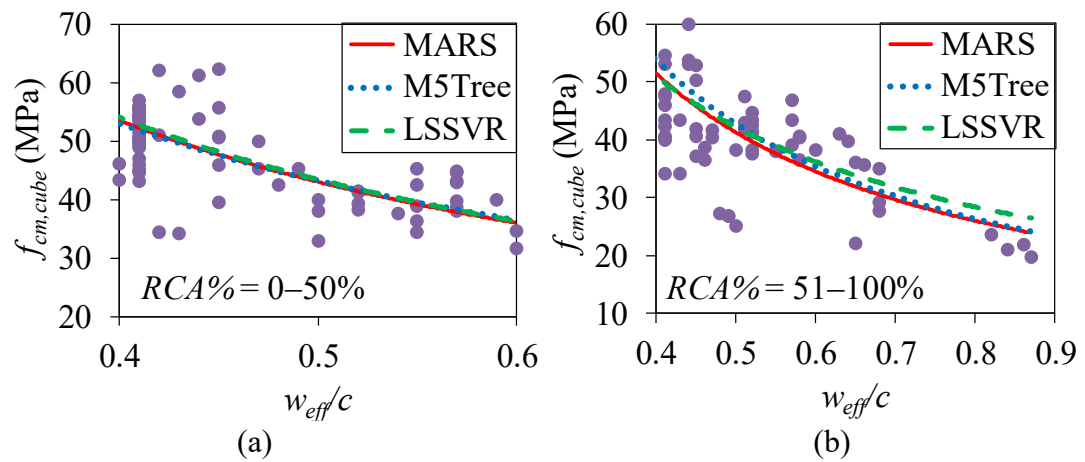 70
60
50
40
30
20
f_cm,cube (MPa)
MARS
M5Tree
LSSVR
RCA% = 0–50%
0.4 0.5 0.6
w_eff/c
(a)
60
50
40
30
20
10
f_cm,cube (MPa)
MARS
M5Tree
LSSVR
RCA% = 51–100%
0.4 0.5 0.6 0.7 0.8 0.9
w_eff/c
(b)